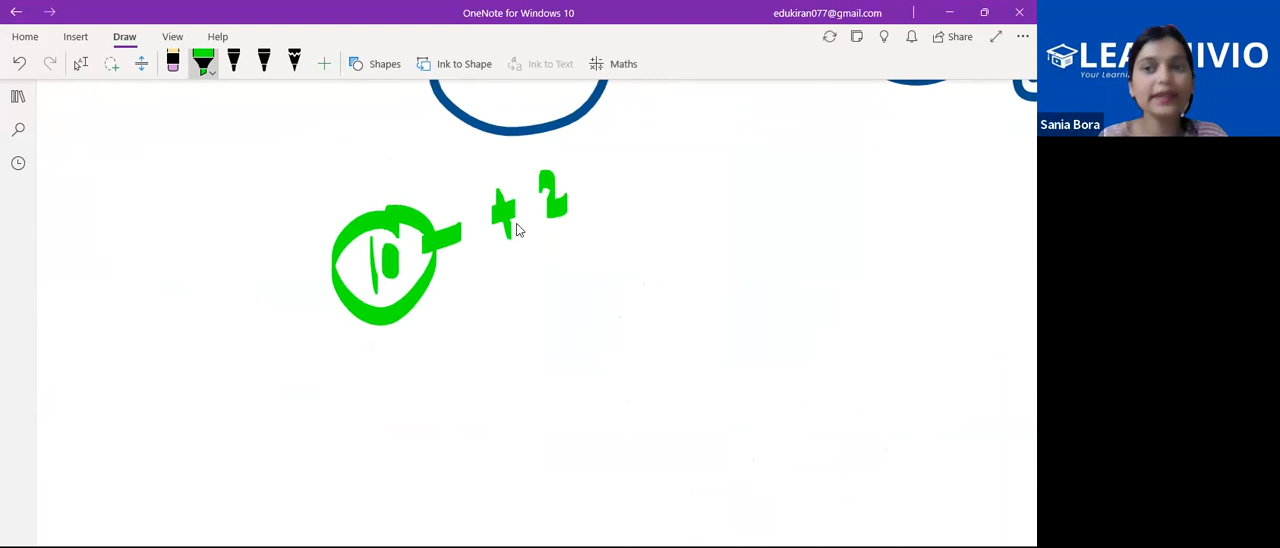 OneNote for Windows 10
edukiran077@gmail.com
Home Insert Draw View Help
Share
Shapes Ink to Shape Ink to Text Maths
Your Learni
Sania Bora
10 - + 2